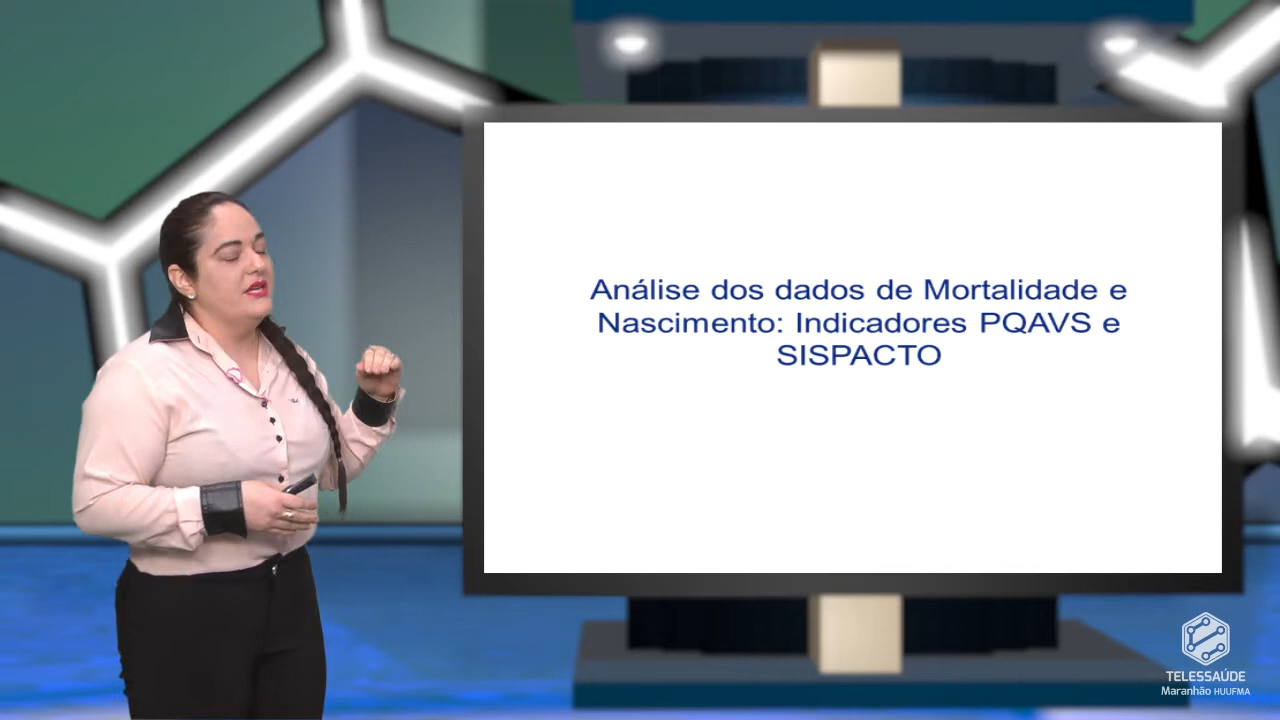 Análise dos dados de Mortalidade e
Nascimento: Indicadores PQAVS e
SISPACTO
TELESSAÚDE
Maranhão HUUFMA